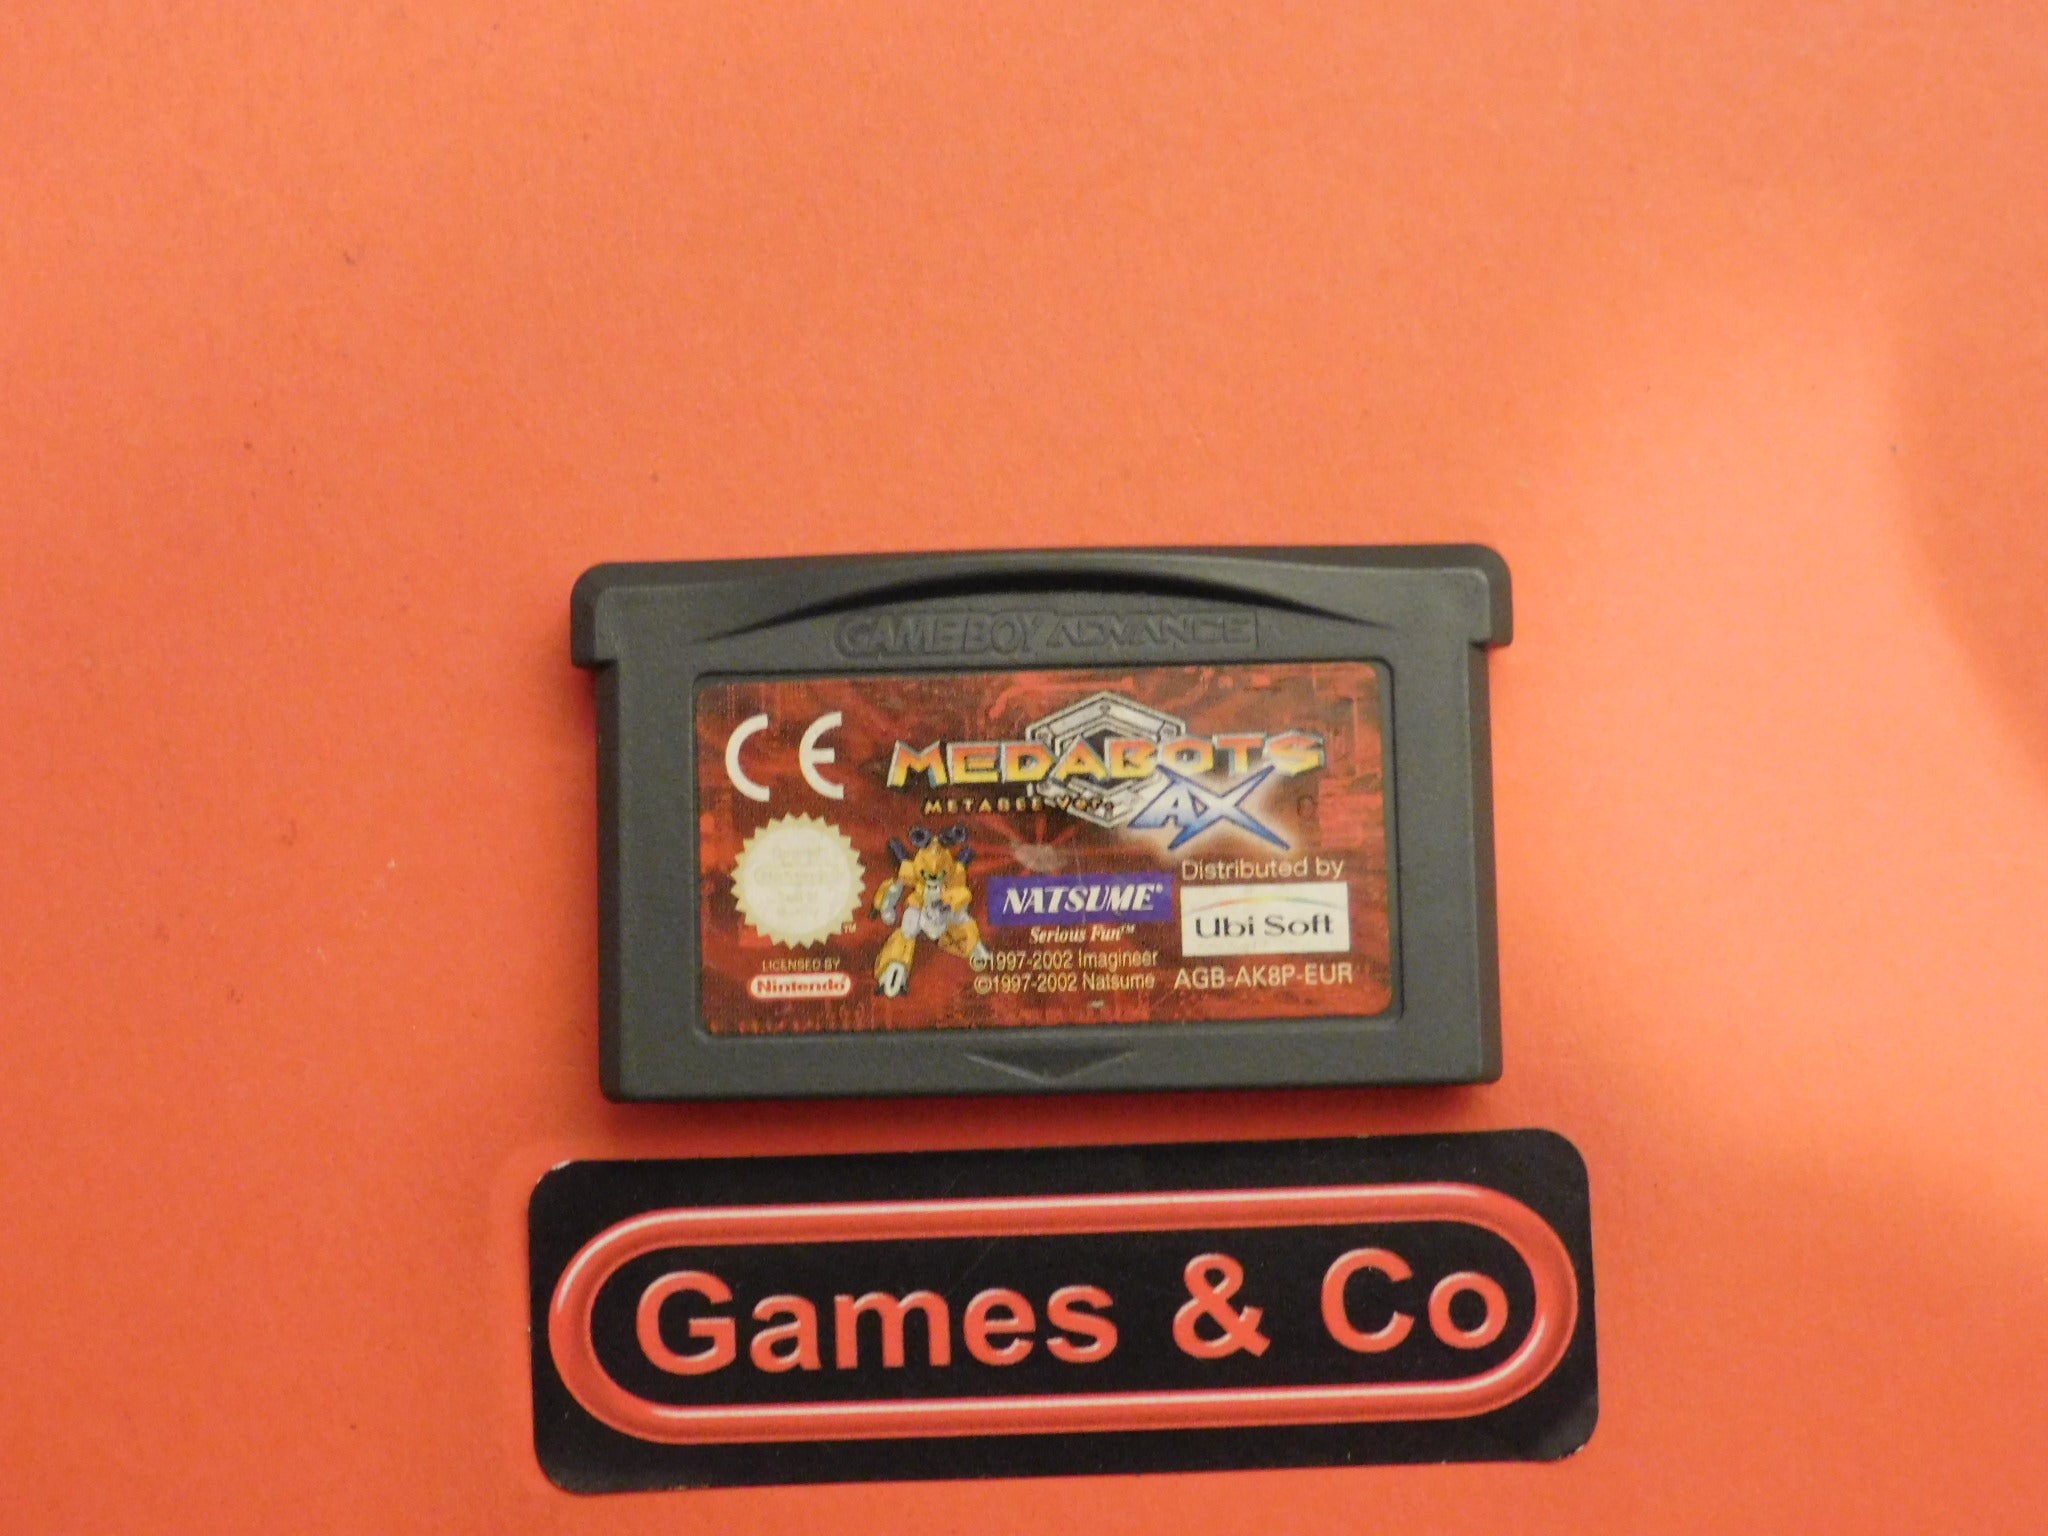 GAME BOY ADVANCE
CE
MEDABOTS
AX
METABEE Ver.
Distributed by
Ubi Soft
NATSUME®
Serious Fun™
©1997-2002 Imagineer
©1997-2002 Natsume
AGB-AK8P-EUR
TM
LICENSED BY
Nintendo
Games & Co